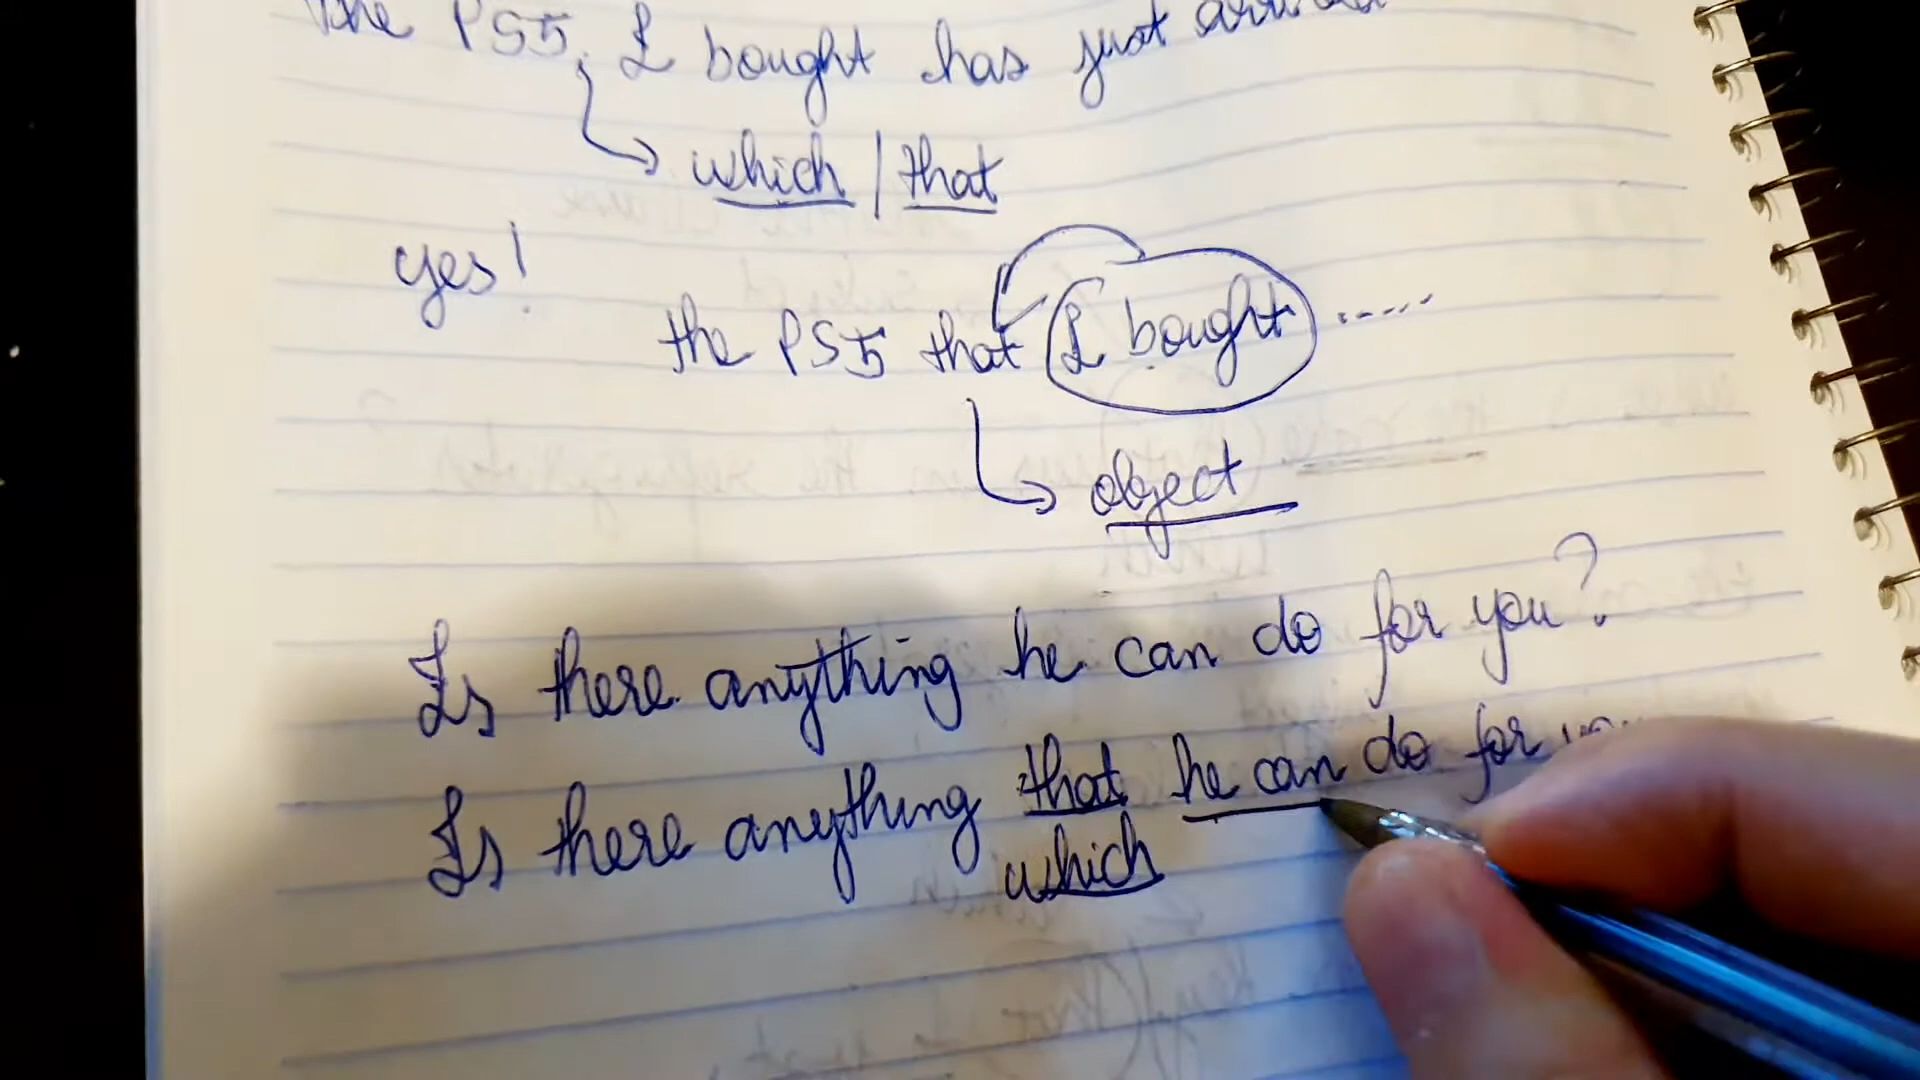 the PS5, I bought has just
which / that
yes!
the PS5 that I bought .....
object
Is there anything he can do for you?
Is there anything that he can do for
which